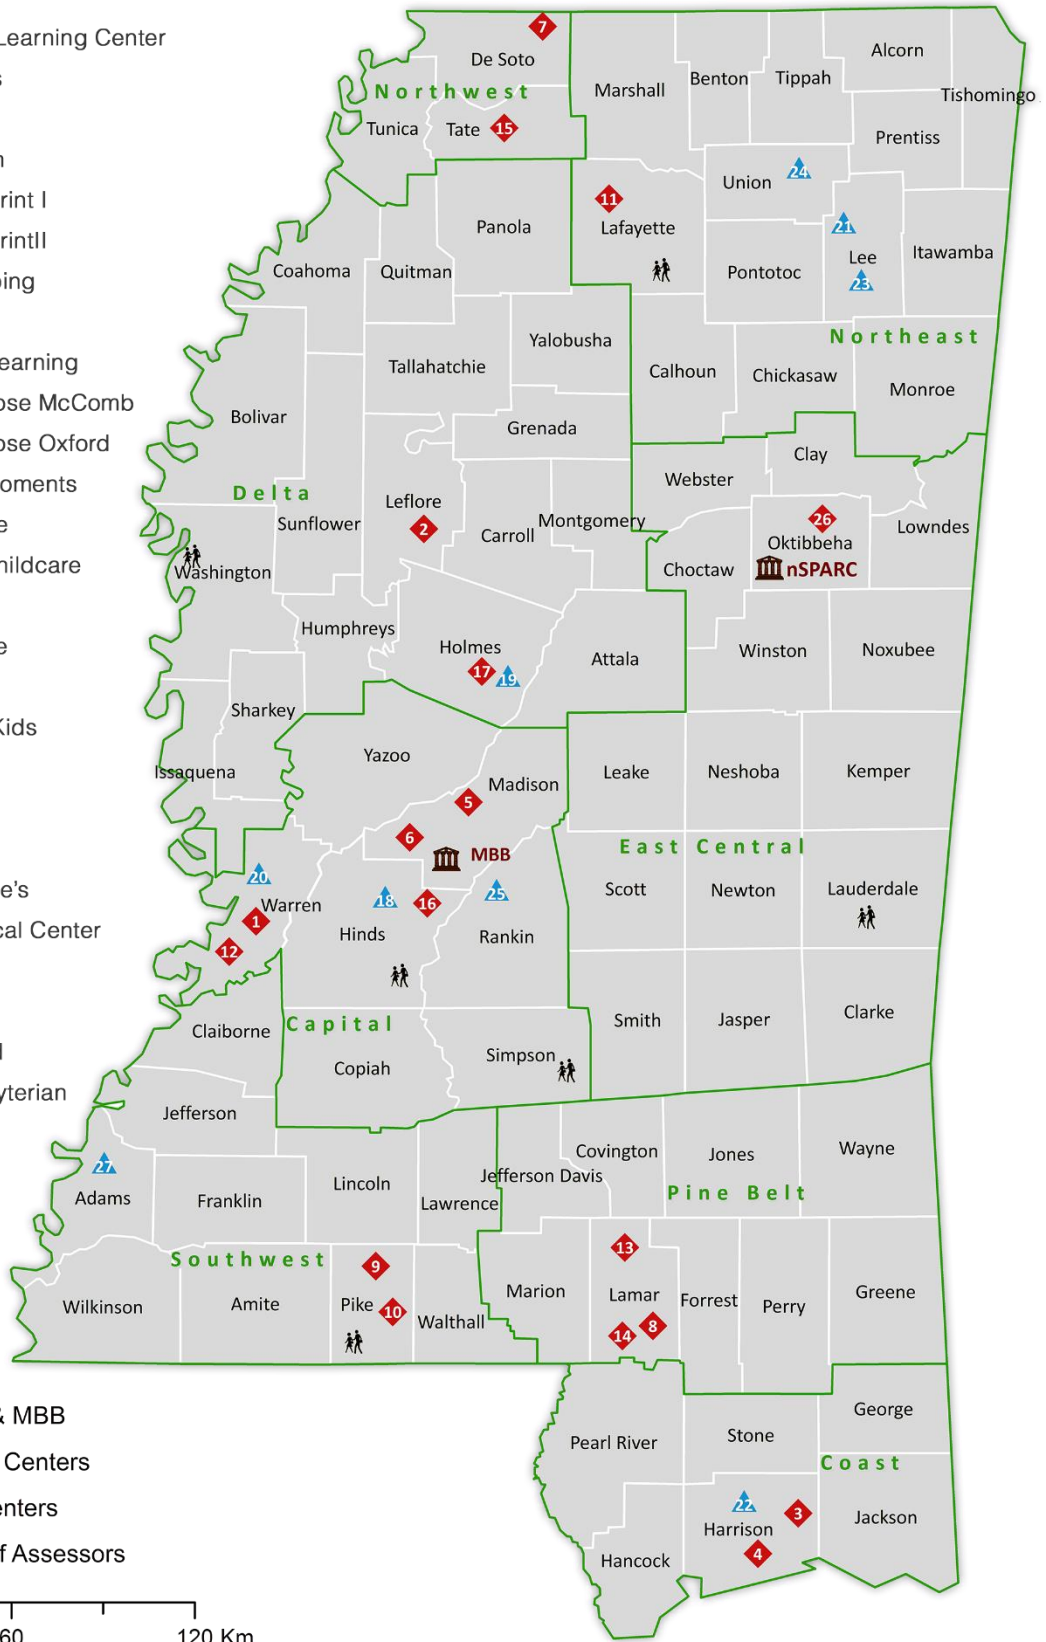 Learning Center
s
n
rint I
rintII
ping
earning
ose McComb
ose Oxford
oments
e
hildcare
e
Kids
e's
cal Center
l
yterian
& MBB
Centers
enters
f Assessors
60 120 Km
7
De Soto
Northwest
Tunica Tate 15
Marshall Benton Tippah Alcorn
Tishomingo
Prentiss
Union 24
11
Lafayette
21
Lee
23
Pontotoc Itawamba
Panola
Coahoma Quitman
Northeast
Yalobusha
Tallahatchie
Calhoun Chickasaw Monroe
Bolivar
Grenada
Clay
Webster
Delta
Leflore
2
Sunflower Carroll Montgomery
26
Oktibbeha
nSPARC
Lowndes
Choctaw
Washington
Humphreys
Holmes
17 19
Attala Winston Noxubee
Sharkey
Issaquena
Yazoo
Madison
5
6
MBB
Leake Neshoba Kemper
East Central
Scott Newton Lauderdale
20
Warren
1
12
18 16 25
Hinds Rankin
Claiborne Capital
Copiah Simpson
Smith Jasper Clarke
Jefferson
27
Adams Franklin Lincoln Lawrence
Jefferson Davis Covington Jones Wayne
Pine Belt
Southwest
9
Wilkinson Amite Pike 10 Walthall
13
Marion Lamar Forrest Perry Greene
14 8
George
Pearl River Stone
Coast
22 3
Harrison Jackson
4
Hancock